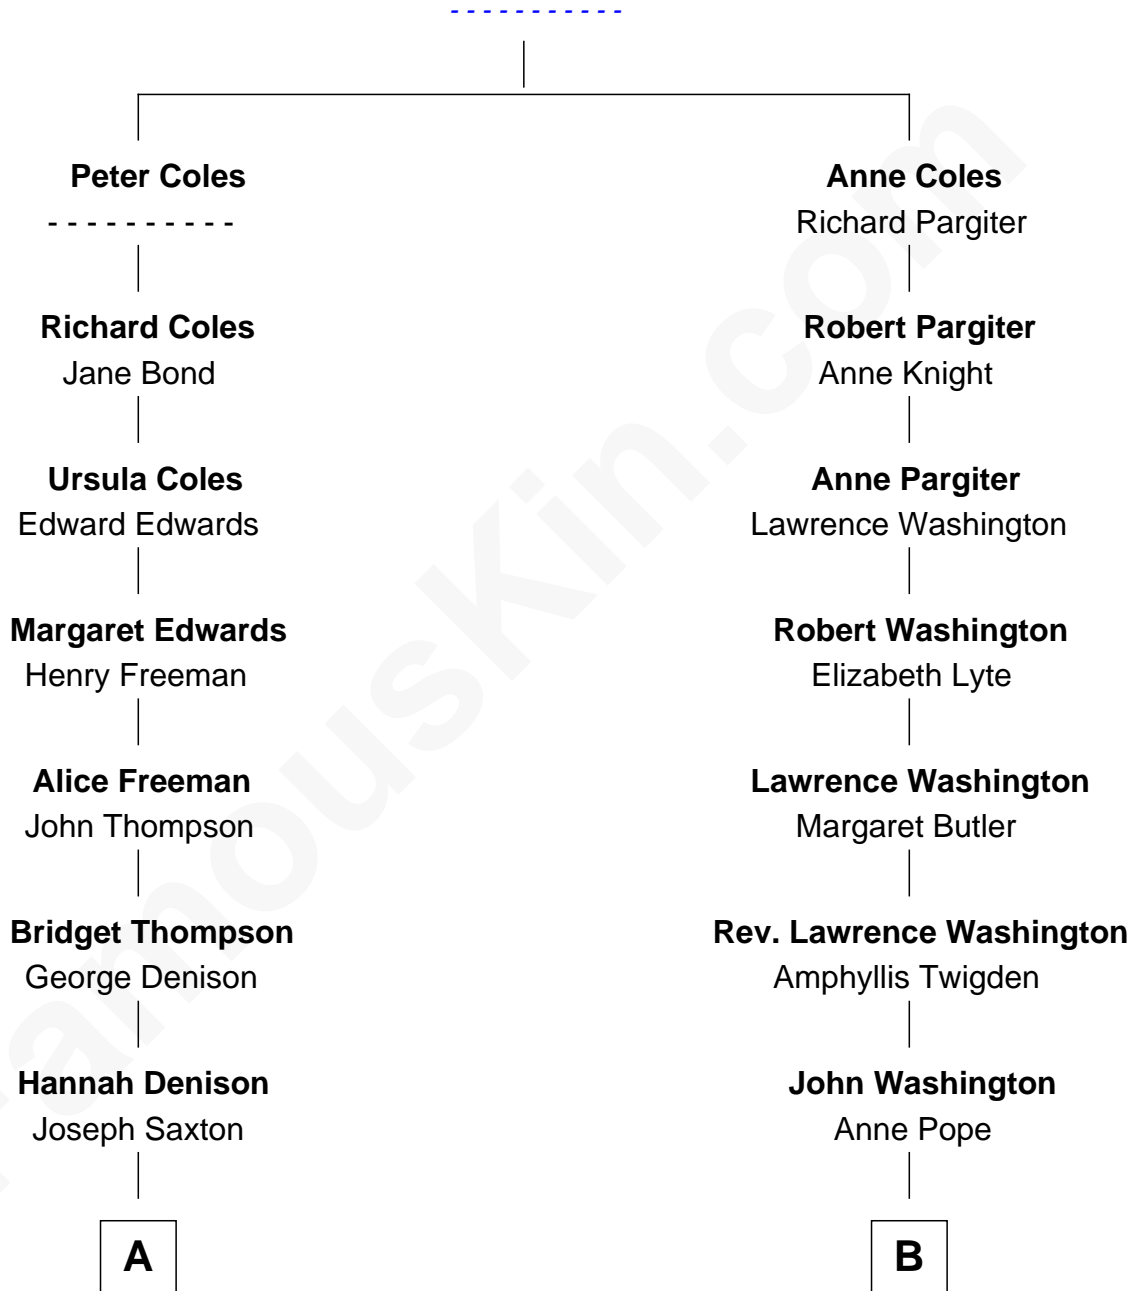 - - - - - - - - - - -
Peter Coles
- - - - - - - - - -
Richard Coles
Jane Bond
Ursula Coles
Edward Edwards
Margaret Edwards
Henry Freeman
Alice Freeman
John Thompson
Bridget Thompson
George Denison
Hannah Denison
Joseph Saxton
A
Anne Coles
Richard Pargiter
Robert Pargiter
Anne Knight
Anne Pargiter
Lawrence Washington
Robert Washington
Elizabeth Lyte
Lawrence Washington
Margaret Butler
Rev. Lawrence Washington
Amphyllis Twigden
John Washington
Anne Pope
B
FamousKin.com